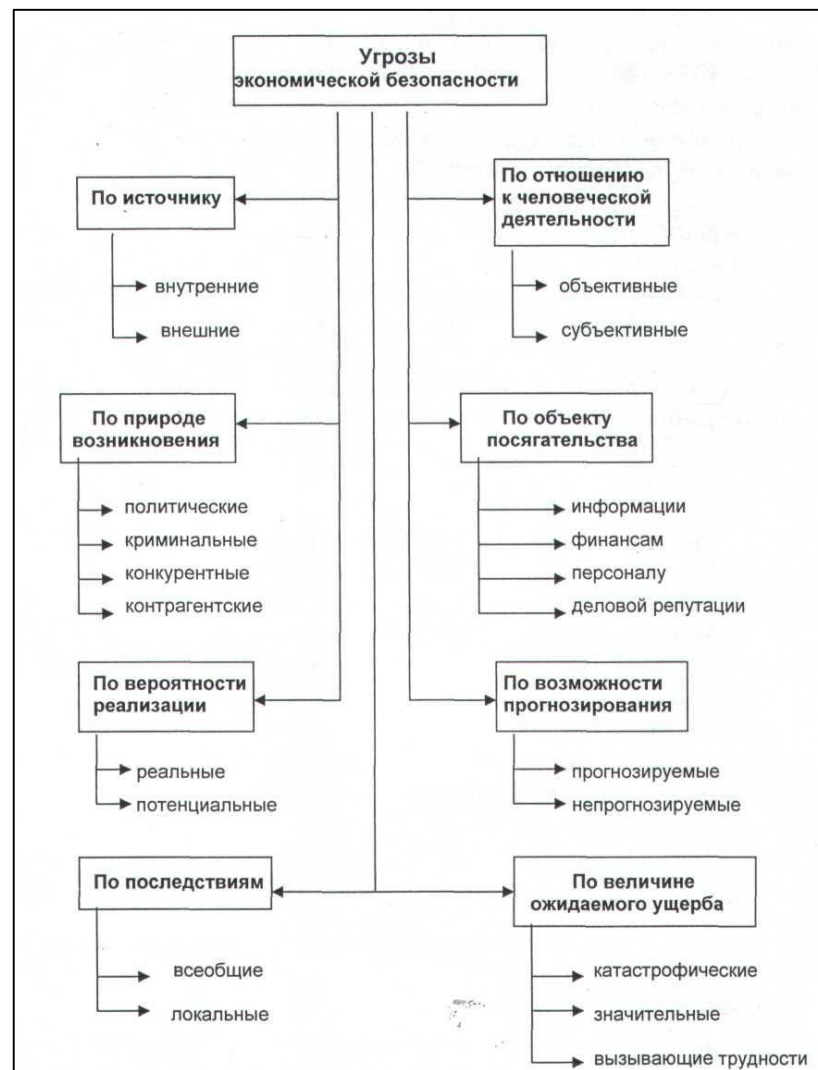 Угрозы
экономической безопасности
По источнику
внутренние
внешние
По отношению
к человеческой
деятельности
объективные
субъективные
По природе
возникновения
политические
криминальные
конкурентные
контрагентские
По объекту
посягательства
информации
финансам
персоналу
деловой репутации
По вероятности
реализации
реальные
потенциальные
По возможности
прогнозирования
прогнозируемые
непрогнозируемые
По последствиям
всеобщие
локальные
По величине
ожидаемого ущерба
катастрофические
значительные
вызывающие трудности